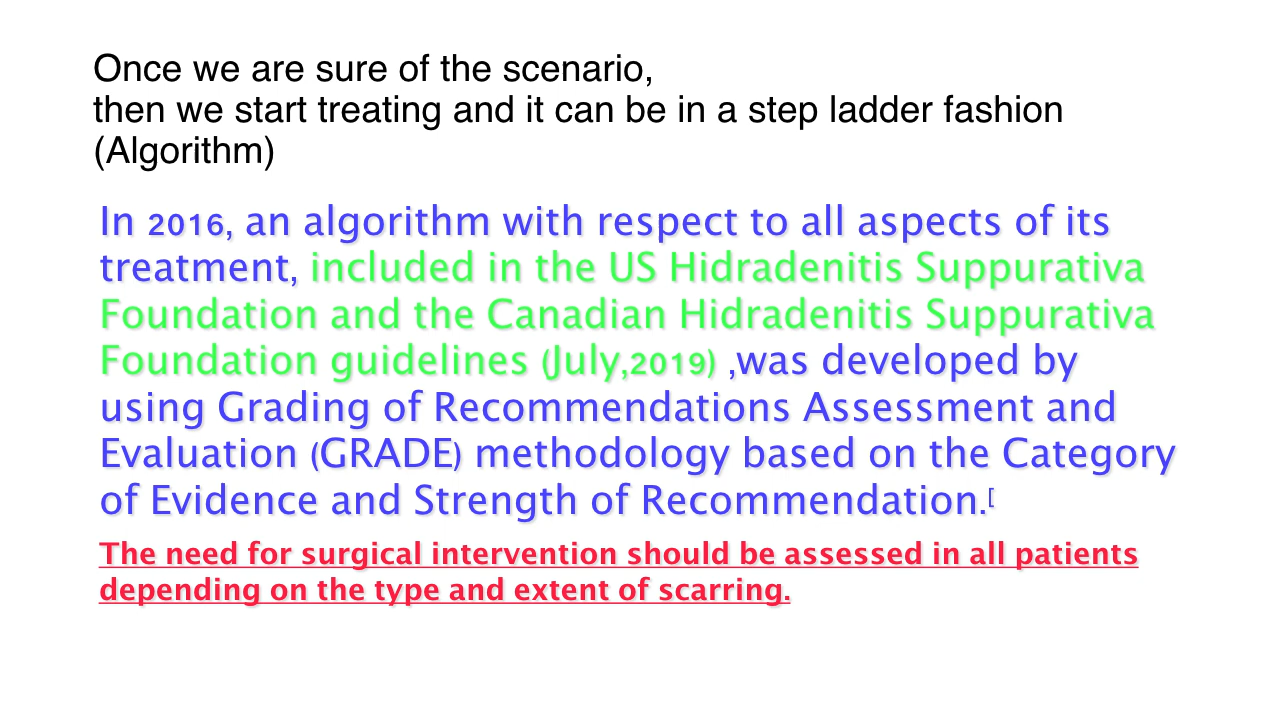 Once we are sure of the scenario,
then we start treating and it can be in a step ladder fashion
(Algorithm)
In 2016, an algorithm with respect to all aspects of its
treatment, included in the US Hidradenitis Suppurativa
Foundation and the Canadian Hidradenitis Suppurativa
Foundation guidelines (July,2019) ,was developed by
using Grading of Recommendations Assessment and
Evaluation (GRADE) methodology based on the Category
of Evidence and Strength of Recommendation.[
The need for surgical intervention should be assessed in all patients
depending on the type and extent of scarring.